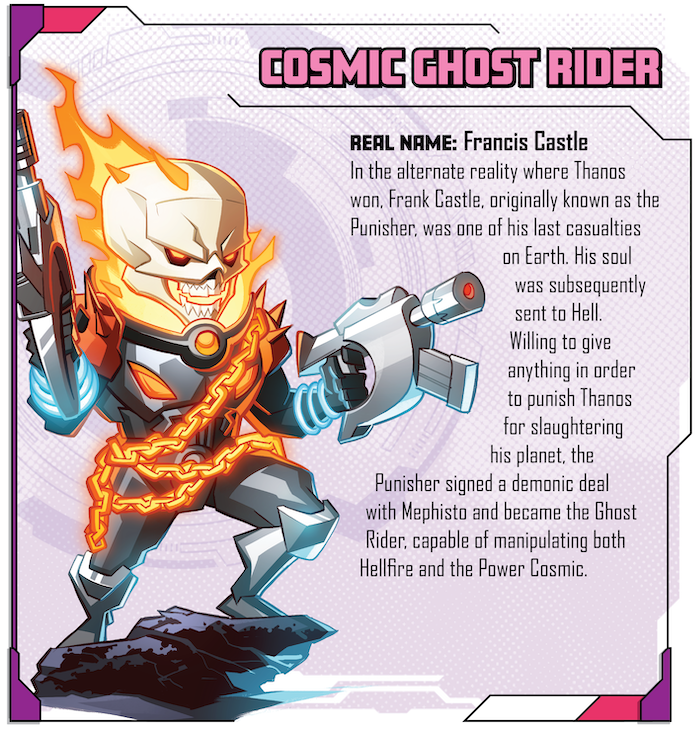 COSMIC GHOST RIDER
REAL NAME: Francis Castle
In the alternate reality where Thanos
won, Frank Castle, originally known as the
Punisher, was one of his last casualties
on Earth. His soul
was subsequently
sent to Hell.
Willing to give
anything in order
to punish Thanos
for slaughtering
his planet, the
Punisher signed a demonic deal
with Mephisto and became the Ghost
Rider, capable of manipulating both
Hellfire and the Power Cosmic.